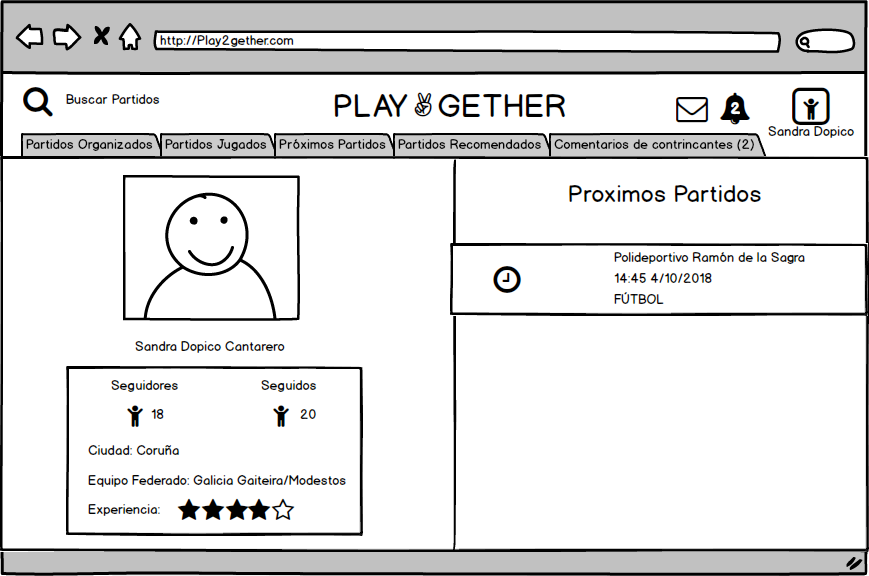 http://Play2gether.com
Buscar Partidos
PLAY✌GETHER
2
Sandra Dopico
Partidos Organizados
Partidos Jugados
Próximos Partidos
Partidos Recomendados
Comentarios de contrincantes (2)
Sandra Dopico Cantarero
Seguidores Seguidos
18 20
Ciudad: Coruña
Equipo Federado: Galicia Gaiteira/Modestos
Experiencia:
Proximos Partidos
Polideportivo Ramón de la Sagra
14:45 4/10/2018
FÚTBOL